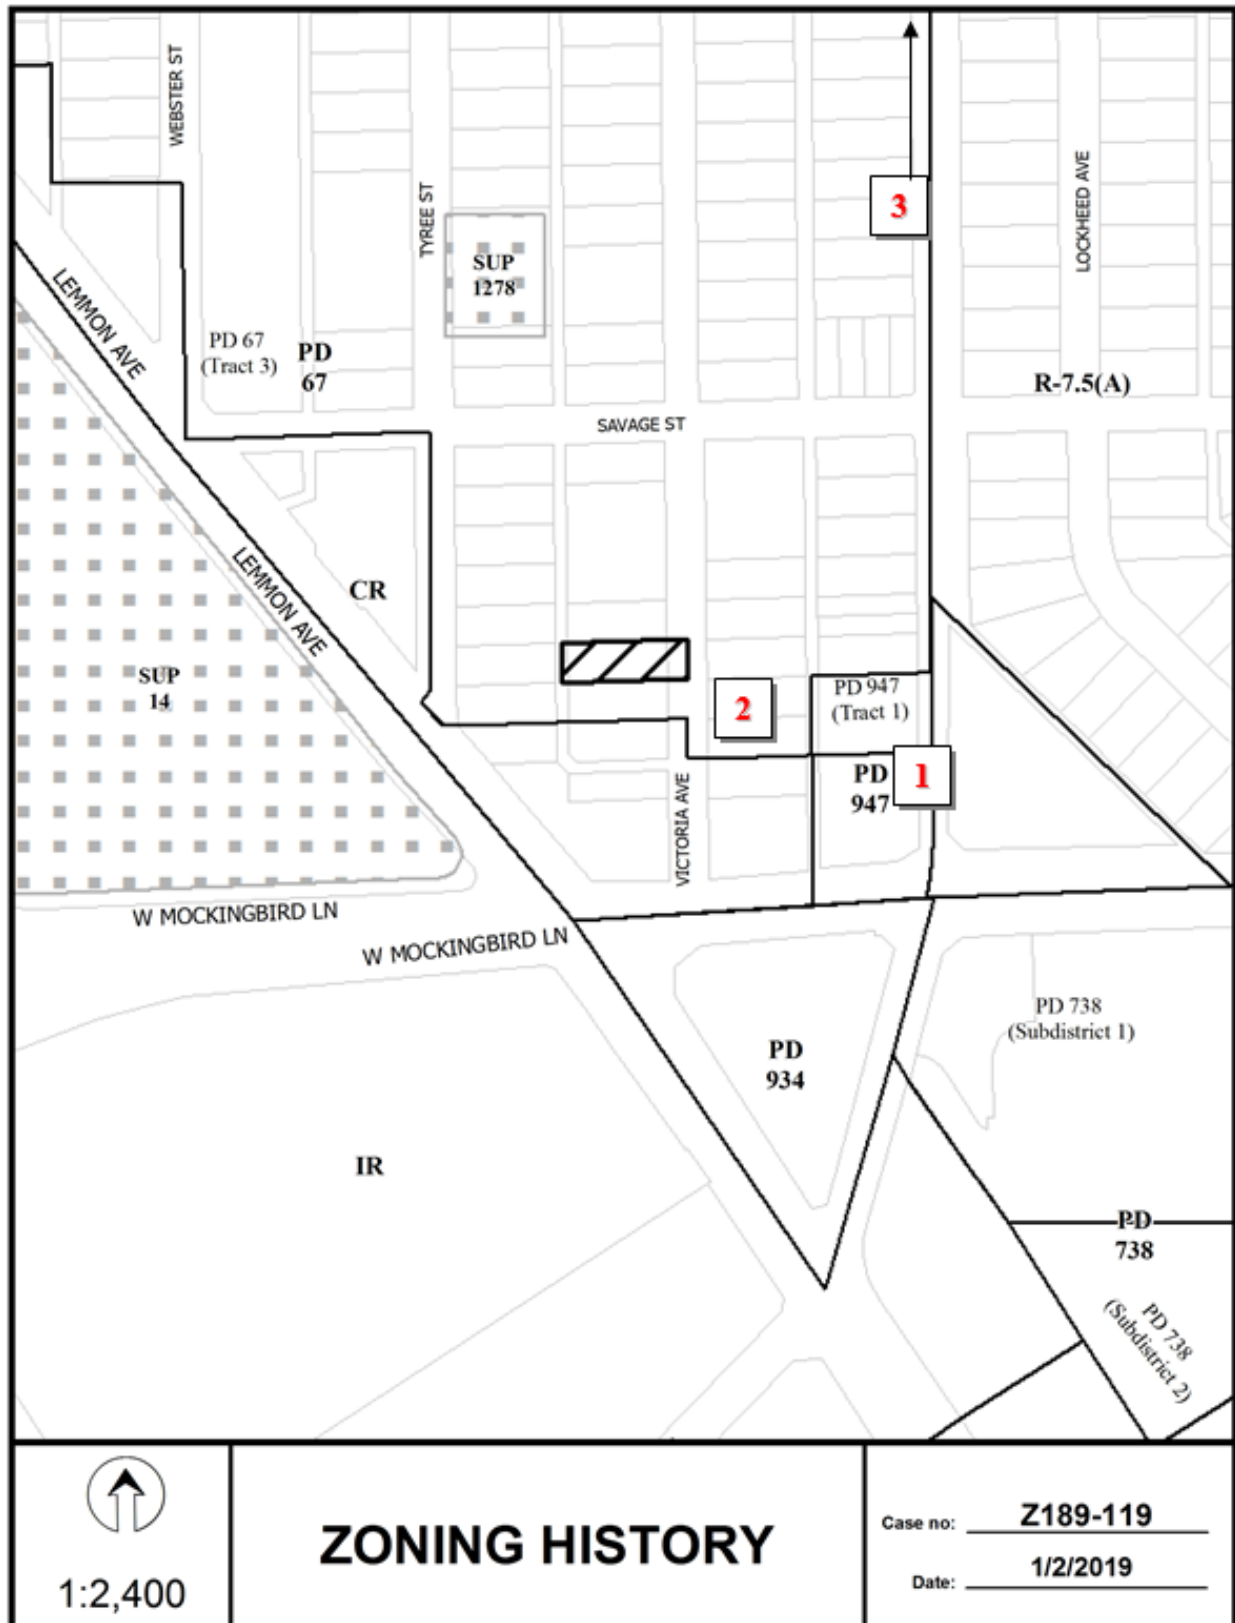 WEBSTER ST
TYREE ST
LOCKHEED AVE
3
SUP
1278
LEMMON AVE
PD 67
(Tract 3)
PD
67
R-7.5(A)
SAVAGE ST
LEMMON AVE
CR
SUP
14
PD 947
(Tract 1)
2
1
PD
947
VICTORIA AVE
W MOCKINGBIRD LN
W MOCKINGBIRD LN
PD 738
(Subdistrict 1)
PD
934
IR
PD
738
PD 738
(Subdistrict 2)
1:2,400
ZONING HISTORY
Case no: Z189-119
Date: 1/2/2019